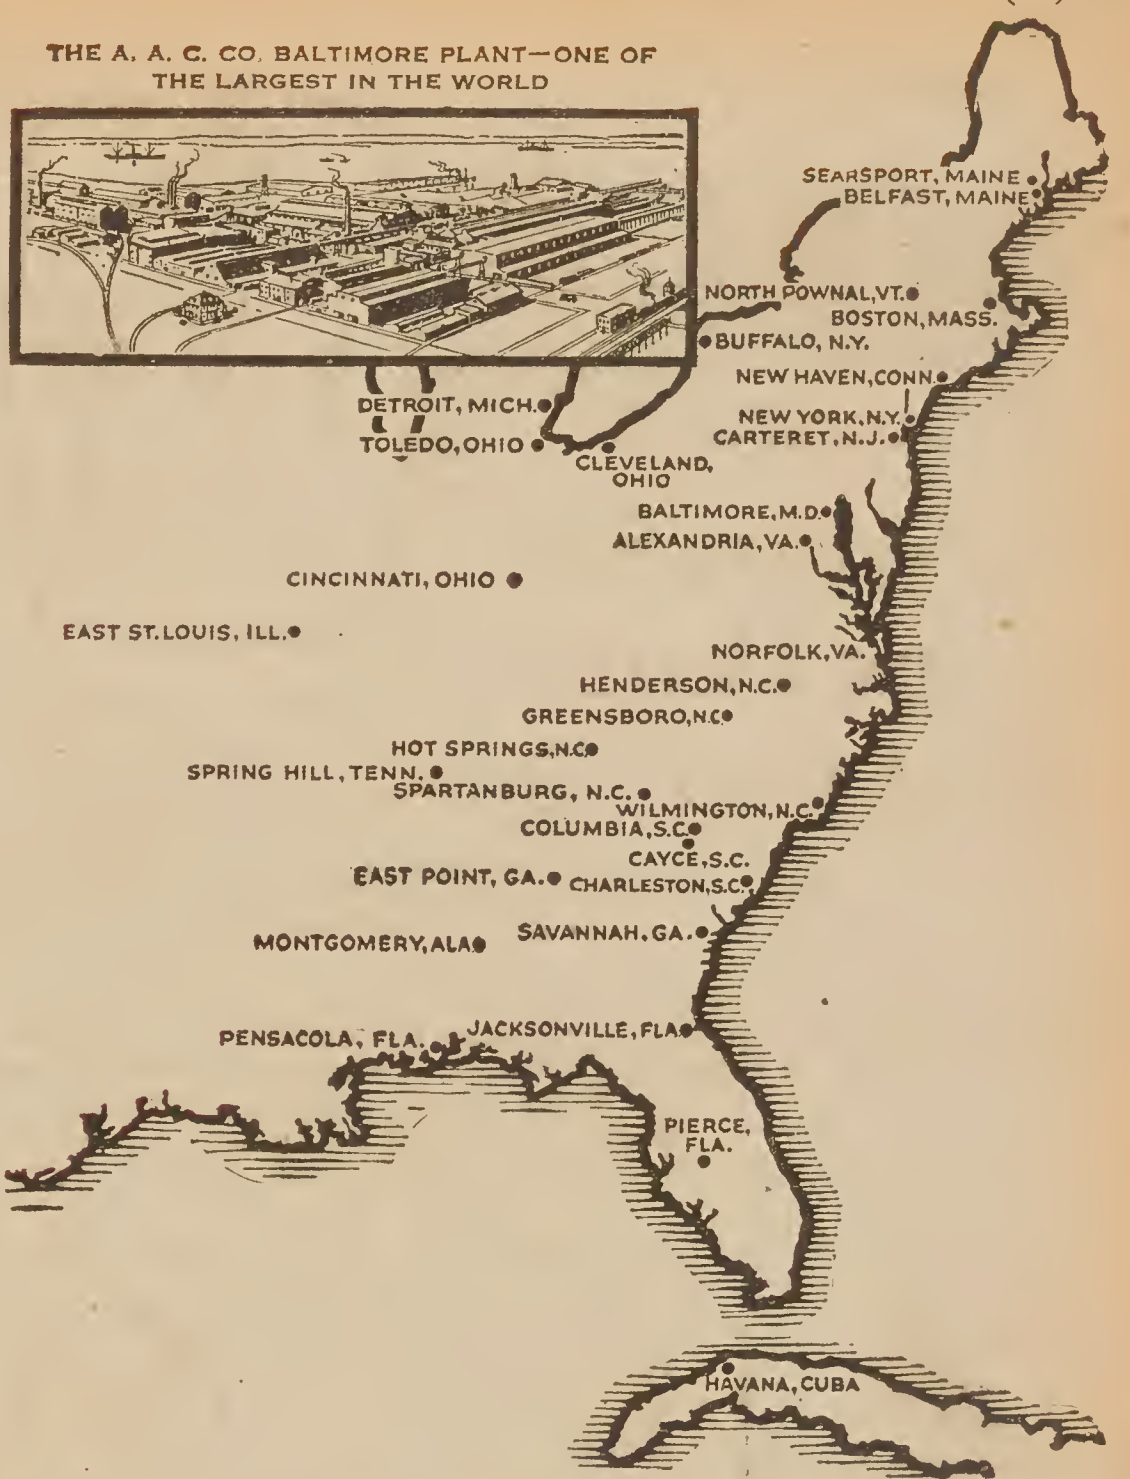 THE A. A. C. CO. BALTIMORE PLANT—ONE OF
THE LARGEST IN THE WORLD
SEARSPORT, MAINE
BELFAST, MAINE
NORTH POWNAL, VT.
BOSTON, MASS.
BUFFALO, N.Y.
NEW HAVEN, CONN.
DETROIT, MICH.
NEW YORK, N.Y.
CARTERET, N.J.
TOLEDO, OHIO
CLEVELAND,
OHIO
BALTIMORE, M.D.
ALEXANDRIA, VA.
CINCINNATI, OHIO
EAST ST. LOUIS, ILL.
NORFOLK, VA.
HENDERSON, N.C.
GREENSBORO, N.C.
HOT SPRINGS, N.C.
SPRING HILL, TENN.
SPARTANBURG, N.C.
WILMINGTON, N.C.
COLUMBIA, S.C.
CAYCE, S.C.
EAST POINT, GA.
CHARLESTON, S.C.
SAVANNAH, GA.
MONTGOMERY, ALA
JACKSONVILLE, FLA
PENSACOLA, FLA.
PIERCE,
FLA.
HAVANA, CUBA